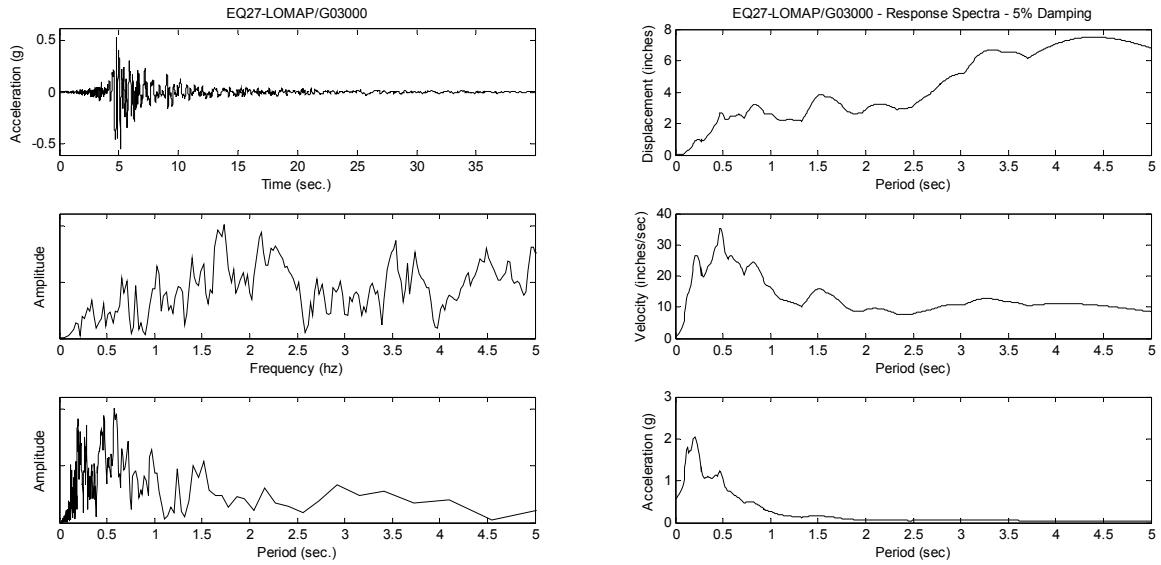 EQ27-LOMAP/G03000
Acceleration (g)
0.5
0
-0.5
0 5 10 15 20 25 30 35
Time (sec.)
Amplitude
0 0.5 1 1.5 2 2.5 3 3.5 4 4.5 5
Frequency (hz)
Amplitude
0 0.5 1 1.5 2 2.5 3 3.5 4 4.5 5
Period (sec.)
EQ27-LOMAP/G03000 - Response Spectra - 5% Damping
Displacement (inches)
8
6
4
2
0
0 0.5 1 1.5 2 2.5 3 3.5 4 4.5 5
Period (sec)
Velocity (inches/sec)
40
30
20
10
0
0 0.5 1 1.5 2 2.5 3 3.5 4 4.5 5
Period (sec)
Acceleration (g)
3
2
1
0
0 0.5 1 1.5 2 2.5 3 3.5 4 4.5 5
Period (sec)